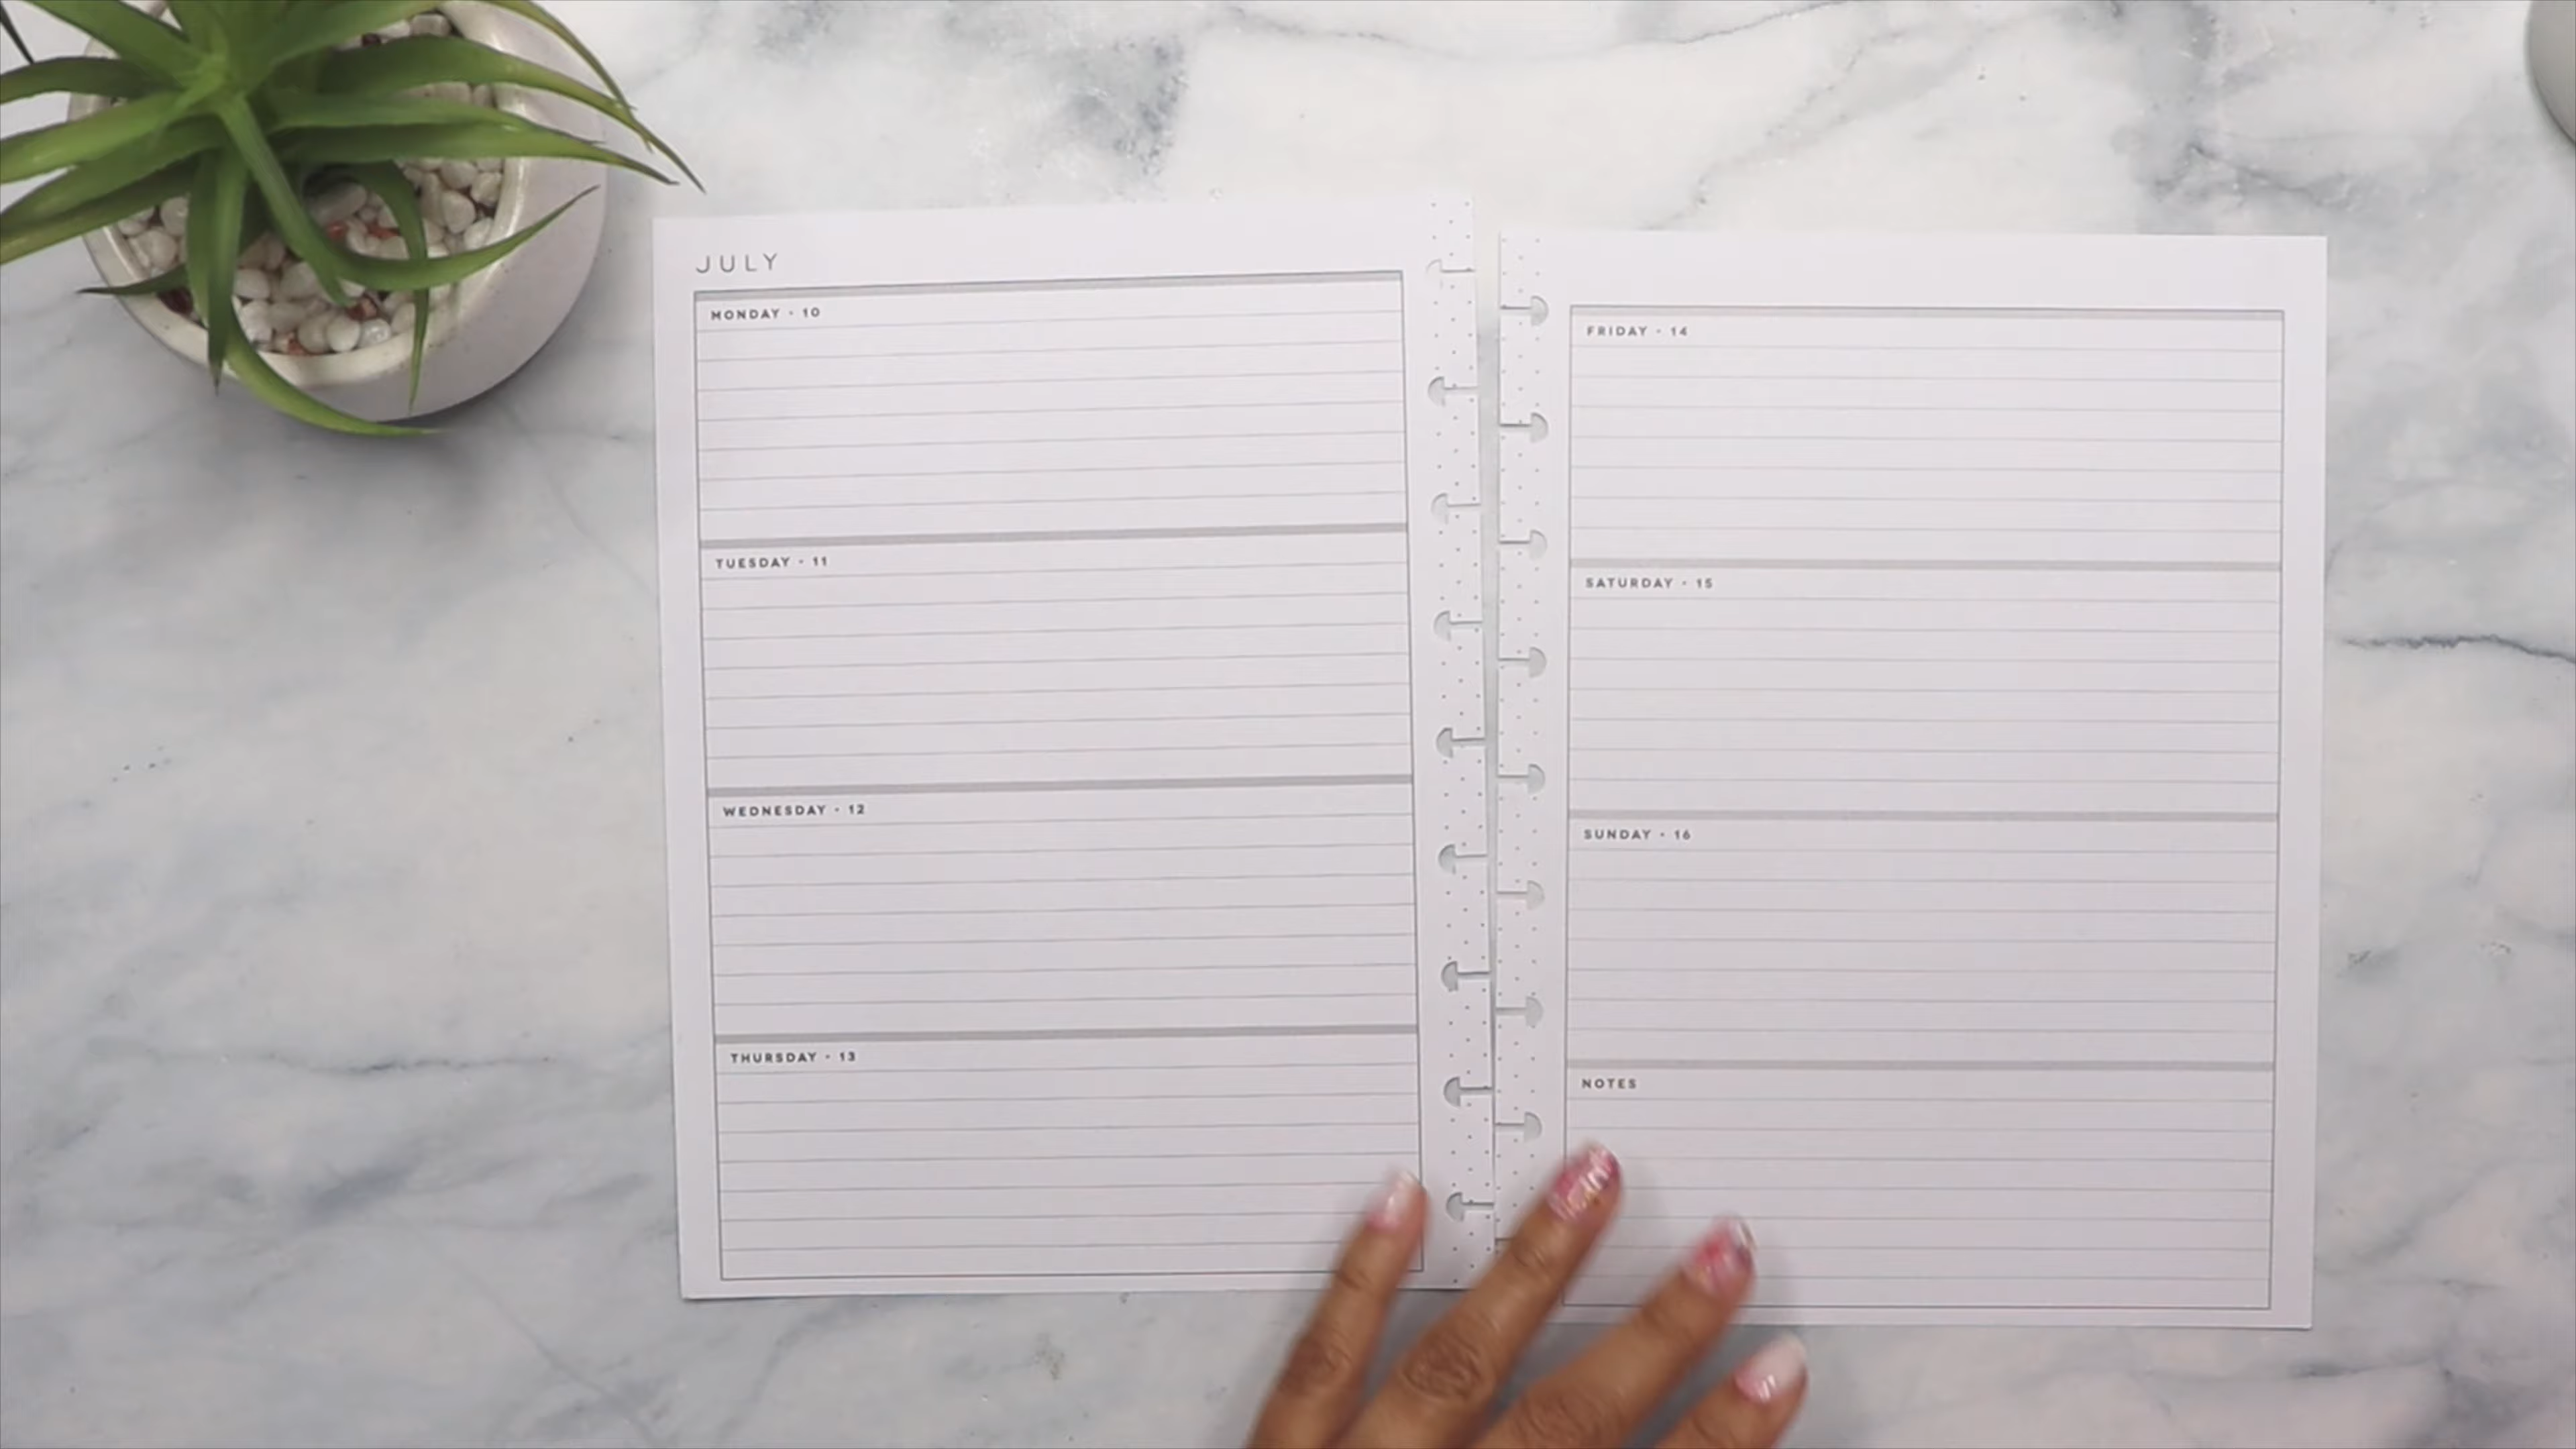 JULY
MONDAY • 10
TUESDAY • 11
WEDNESDAY • 12
THURSDAY • 13
FRIDAY • 14
SATURDAY • 15
SUNDAY • 16
NOTES